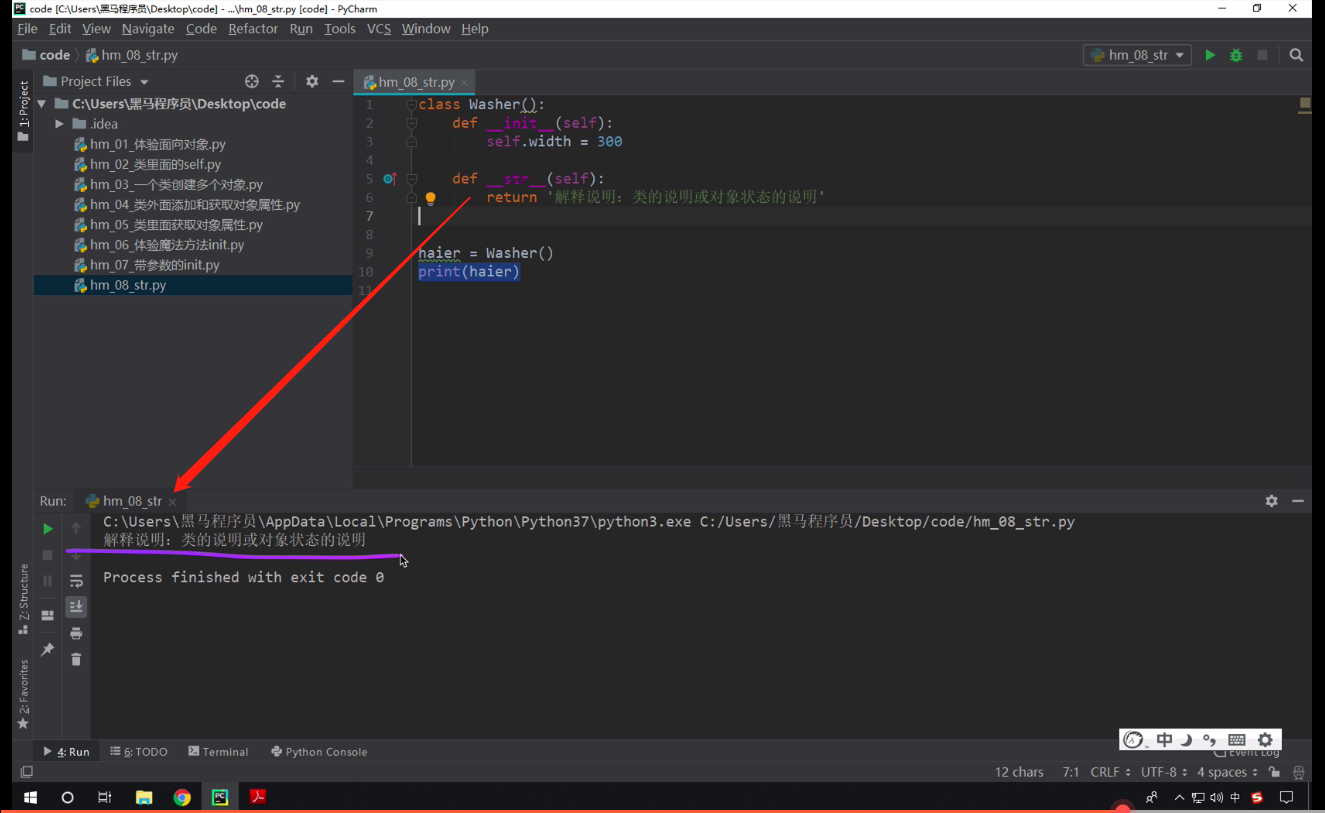 code [C:\Users\黑马程序员\Desktop\code] - ...\hm_08_str.py [code] - PyCharm
File Edit View Navigate Code Refactor Run Tools VCS Window Help
code hm_08_str.py hm_08_str
1: Project
Project Files
hm_08_str.py
C:\Users\黑马程序员\Desktop\code
.idea
hm_01_体验面向对象.py
hm_02_类里面的self.py
hm_03_一个类创建多个对象.py
hm_04_类外面添加和获取对象属性.py
hm_05_类里面获取对象属性.py
hm_06_体验魔法方法init.py
hm_07_带参数的init.py
hm_08_str.py
1 class Washer():
2 def __init__(self):
3 self.width = 300
4
5 def __str__(self):
6 return '解释说明：类的说明或对象状态的说明'
7
8
9 haier = Washer()
10 print(haier)
11
Run: hm_08_str
C:\Users\黑马程序员\AppData\Local\Programs\Python\Python37\python3.exe C:/Users/黑马程序员/Desktop/code/hm_08_str.py
解释说明：类的说明或对象状态的说明
Process finished with exit code 0
Z: Structure
2: Favorites
4: Run 6: TODO Terminal Python Console
中
Event Log
12 chars 7:1 CRLF UTF-8 4 spaces
中